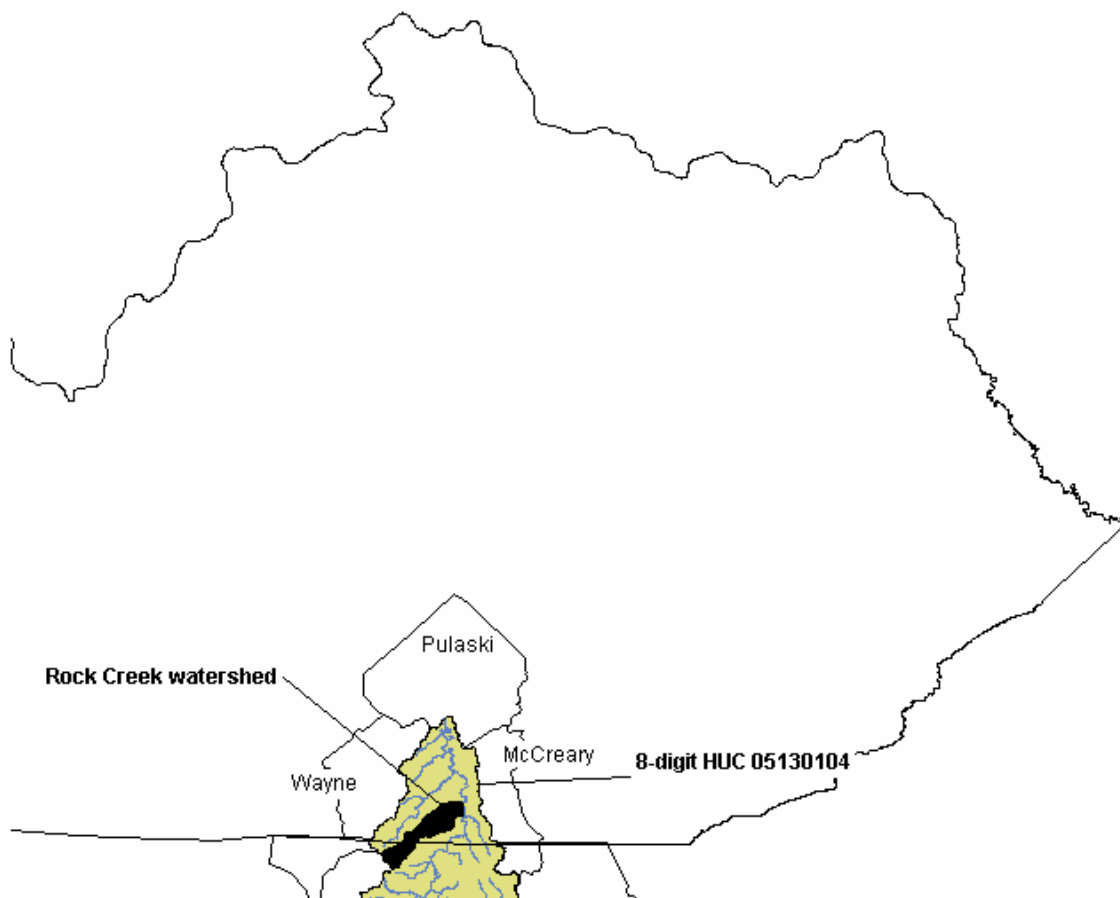 Pulaski
Rock Creek watershed
McCreary
8-digit HUC 05130104
Wayne